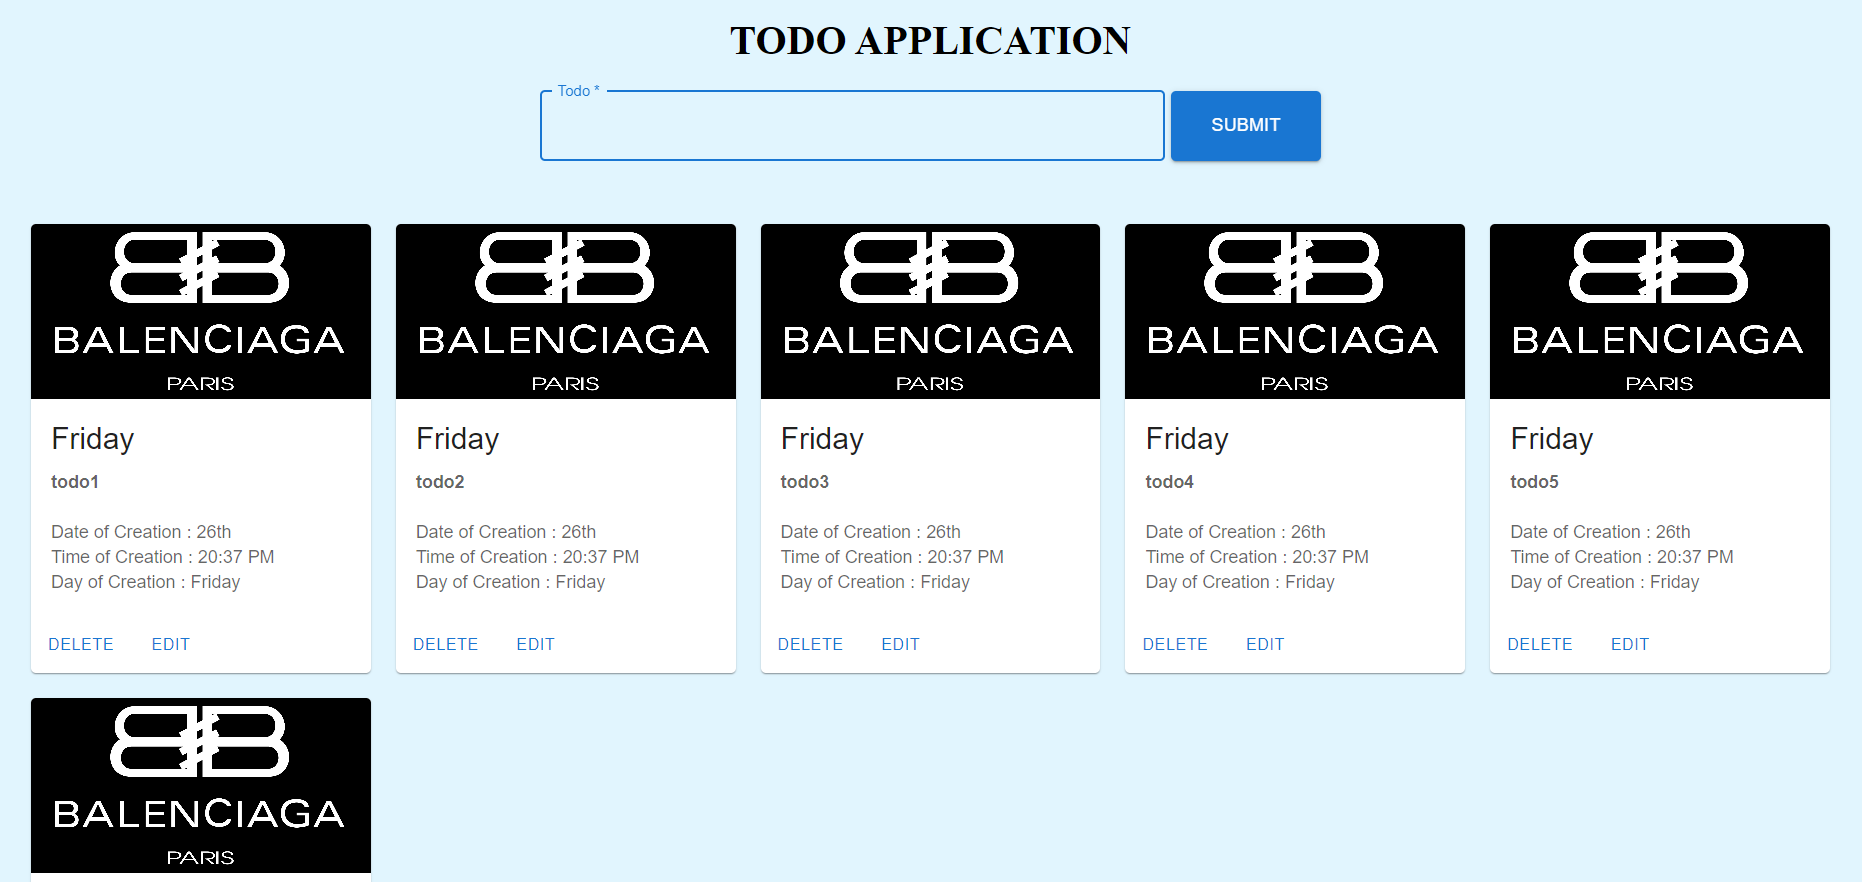 TODO APPLICATION
Todo *
SUBMIT
BALENCIAGA
PARIS
Friday
todo1
Date of Creation : 26th
Time of Creation : 20:37 PM
Day of Creation : Friday
DELETE EDIT
BALENCIAGA
PARIS
Friday
todo2
Date of Creation : 26th
Time of Creation : 20:37 PM
Day of Creation : Friday
DELETE EDIT
BALENCIAGA
PARIS
Friday
todo3
Date of Creation : 26th
Time of Creation : 20:37 PM
Day of Creation : Friday
DELETE EDIT
BALENCIAGA
PARIS
Friday
todo4
Date of Creation : 26th
Time of Creation : 20:37 PM
Day of Creation : Friday
DELETE EDIT
BALENCIAGA
PARIS
Friday
todo5
Date of Creation : 26th
Time of Creation : 20:37 PM
Day of Creation : Friday
DELETE EDIT
BALENCIAGA
PARIS